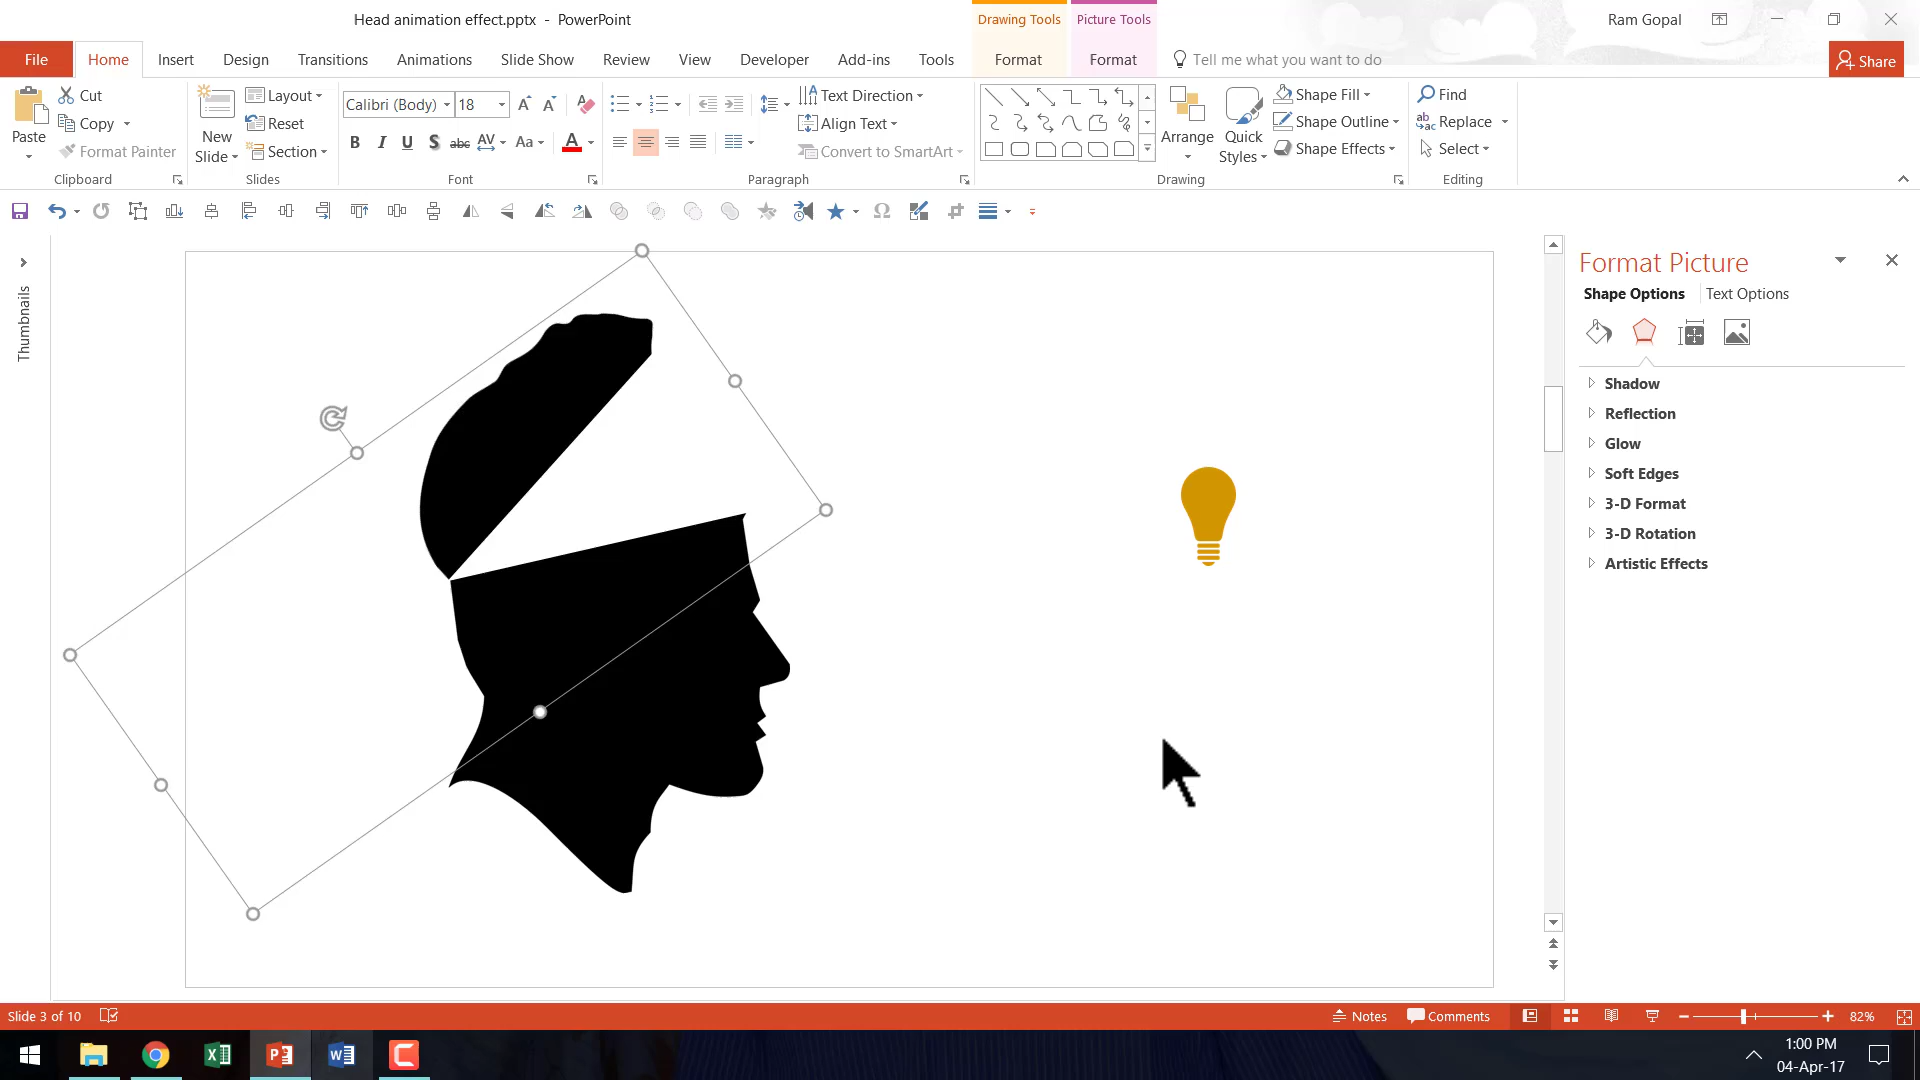 Head animation effect.pptx - PowerPoint
Drawing Tools
Picture Tools
Ram Gopal
File
Home
Insert
Design
Transitions
Animations
Slide Show
Review
View
Developer
Add-ins
Tools
Format
Format
Tell me what you want to do
Share
Paste
Cut
Copy
Format Painter
Clipboard
New Slide
Layout
Reset
Section
Slides
Calibri (Body)
18
B I U S abc AV Aa A
Font
Text Direction
Align Text
Convert to SmartArt
Paragraph
Arrange
Quick Styles
Shape Fill
Shape Outline
Shape Effects
Drawing
Find
Replace
Select
Editing
Thumbnails
Format Picture
Shape Options
Text Options
Shadow
Reflection
Glow
Soft Edges
3-D Format
3-D Rotation
Artistic Effects
Slide 3 of 10
Notes
Comments
82%
1:00 PM
04-Apr-17